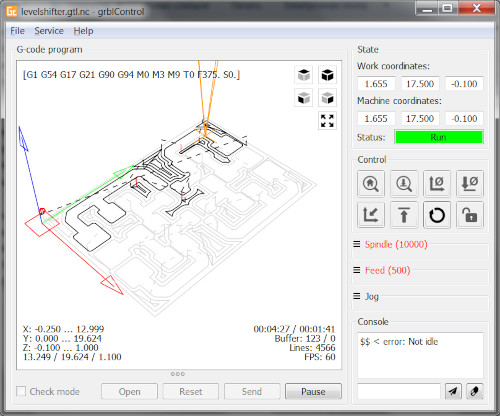 levelshifter.gtl.nc - grblControl
File Service Help
G-code program
[G1 G54 G17 G21 G90 G94 M0 M3 M9 T0 F375. S0.]
X: -0.250 ... 12.999
Y: 0.000 ... 19.624
Z: -0.100 ... 1.000
13.249 / 19.624 / 1.100
00:04:27 / 00:01:41
Buffer: 123 / 0
Lines: 4566
FPS: 60
Check mode Open Reset Send Pause
State
Work coordinates:
1.655 17.500 -0.100
Machine coordinates:
1.655 17.500 -0.100
Status: Run
Control
Spindle (10000)
Feed (500)
Jog
Console
$$ < error: Not idle